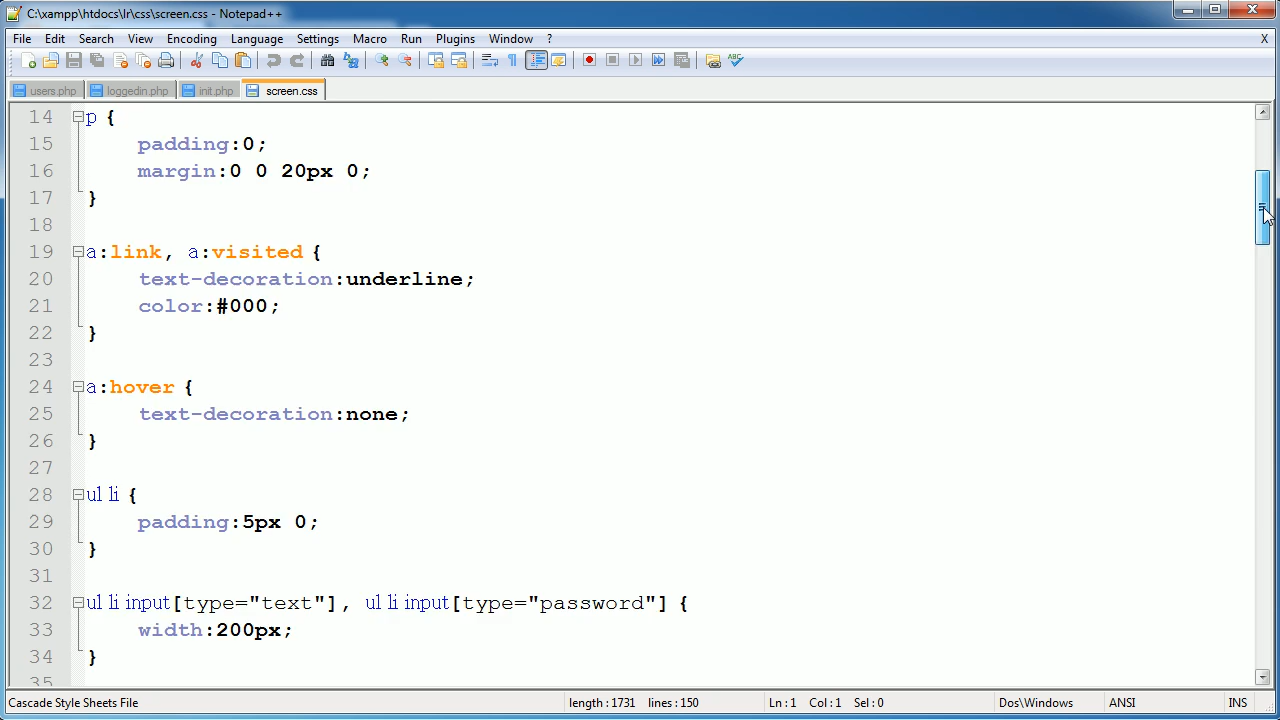 C:\xampp\htdocs\lr\css\screen.css - Notepad++
File Edit Search View Encoding Language Settings Macro Run Plugins Window ? X
users.php loggedin.php init.php screen.css
14 p {
15 padding:0;
16 margin:0 0 20px 0;
17 }
18
19 a:link, a:visited {
20 text-decoration:underline;
21 color:#000;
22 }
23
24 a:hover {
25 text-decoration:none;
26 }
27
28 ul li {
29 padding:5px 0;
30 }
31
32 ul li input[type="text"], ul li input[type="password"] {
33 width:200px;
34 }
35
Cascade Style Sheets File length:1731 lines:150 Ln:1 Col:1 Sel:0 Dos\Windows ANSI INS